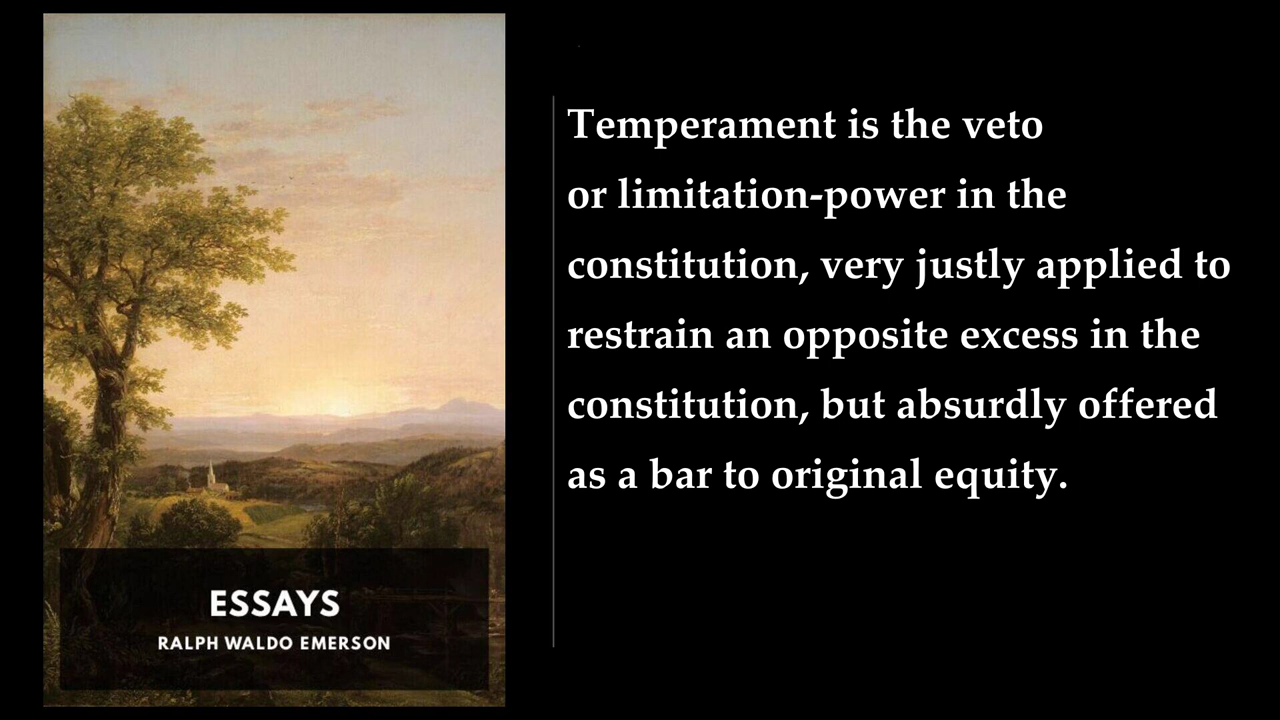 ESSAYS
RALPH WALDO EMERSON
Temperament is the veto
or limitation-power in the
constitution, very justly applied to
restrain an opposite excess in the
constitution, but absurdly offered
as a bar to original equity.